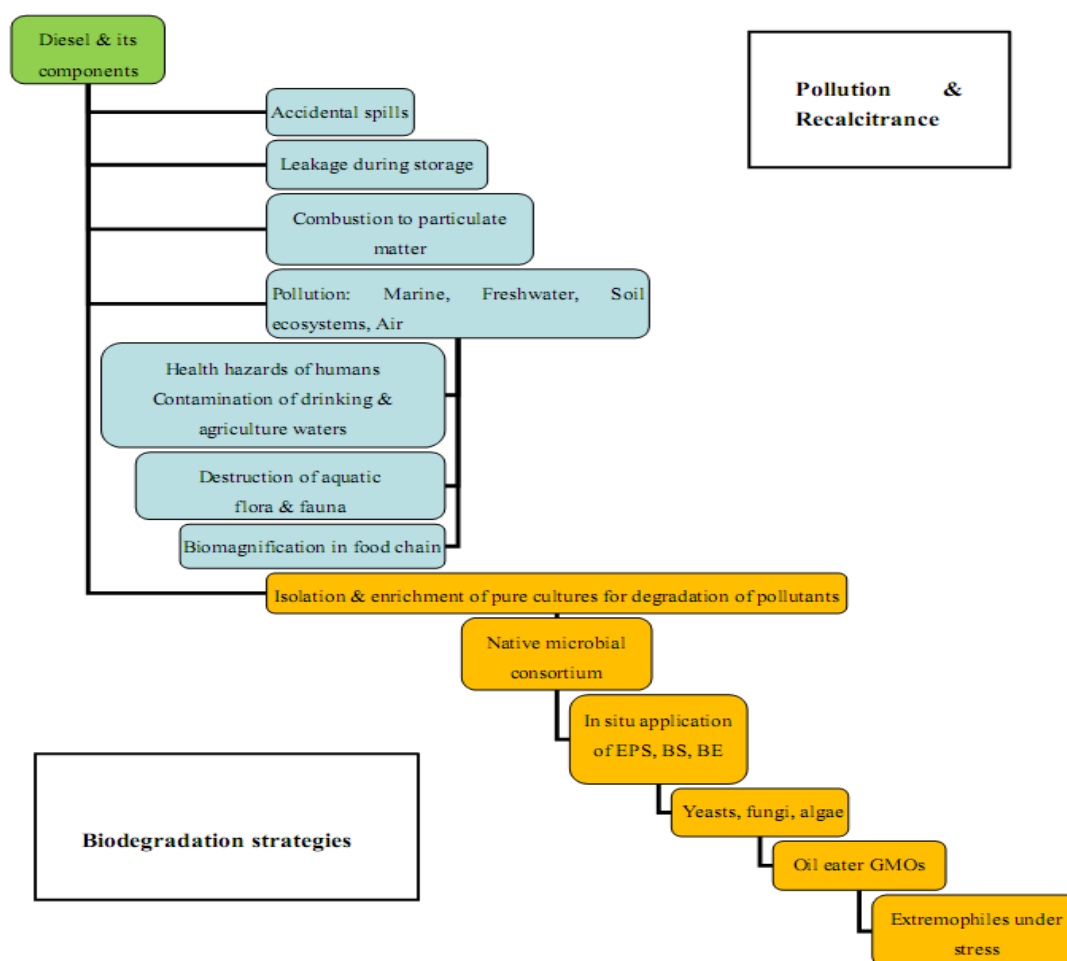 Diesel & its
components
Pollution &
Recalcitrance
Accidental spills
Leakage during storage
Combustion to particulate
matter
Pollution: Marine, Freshwater, Soil
ecosystems, Air
Health hazards of humans
Contamination of drinking &
agriculture waters
Destruction of aquatic
flora & fauna
Biomagnification in food chain
Isolation & enrichment of pure cultures for degradation of pollutants
Native microbial
consortium
In situ application
of EPS, BS, BE
Yeasts, fungi, algae
Oil eater GMOs
Extremophiles under
stress
Biodegradation strategies